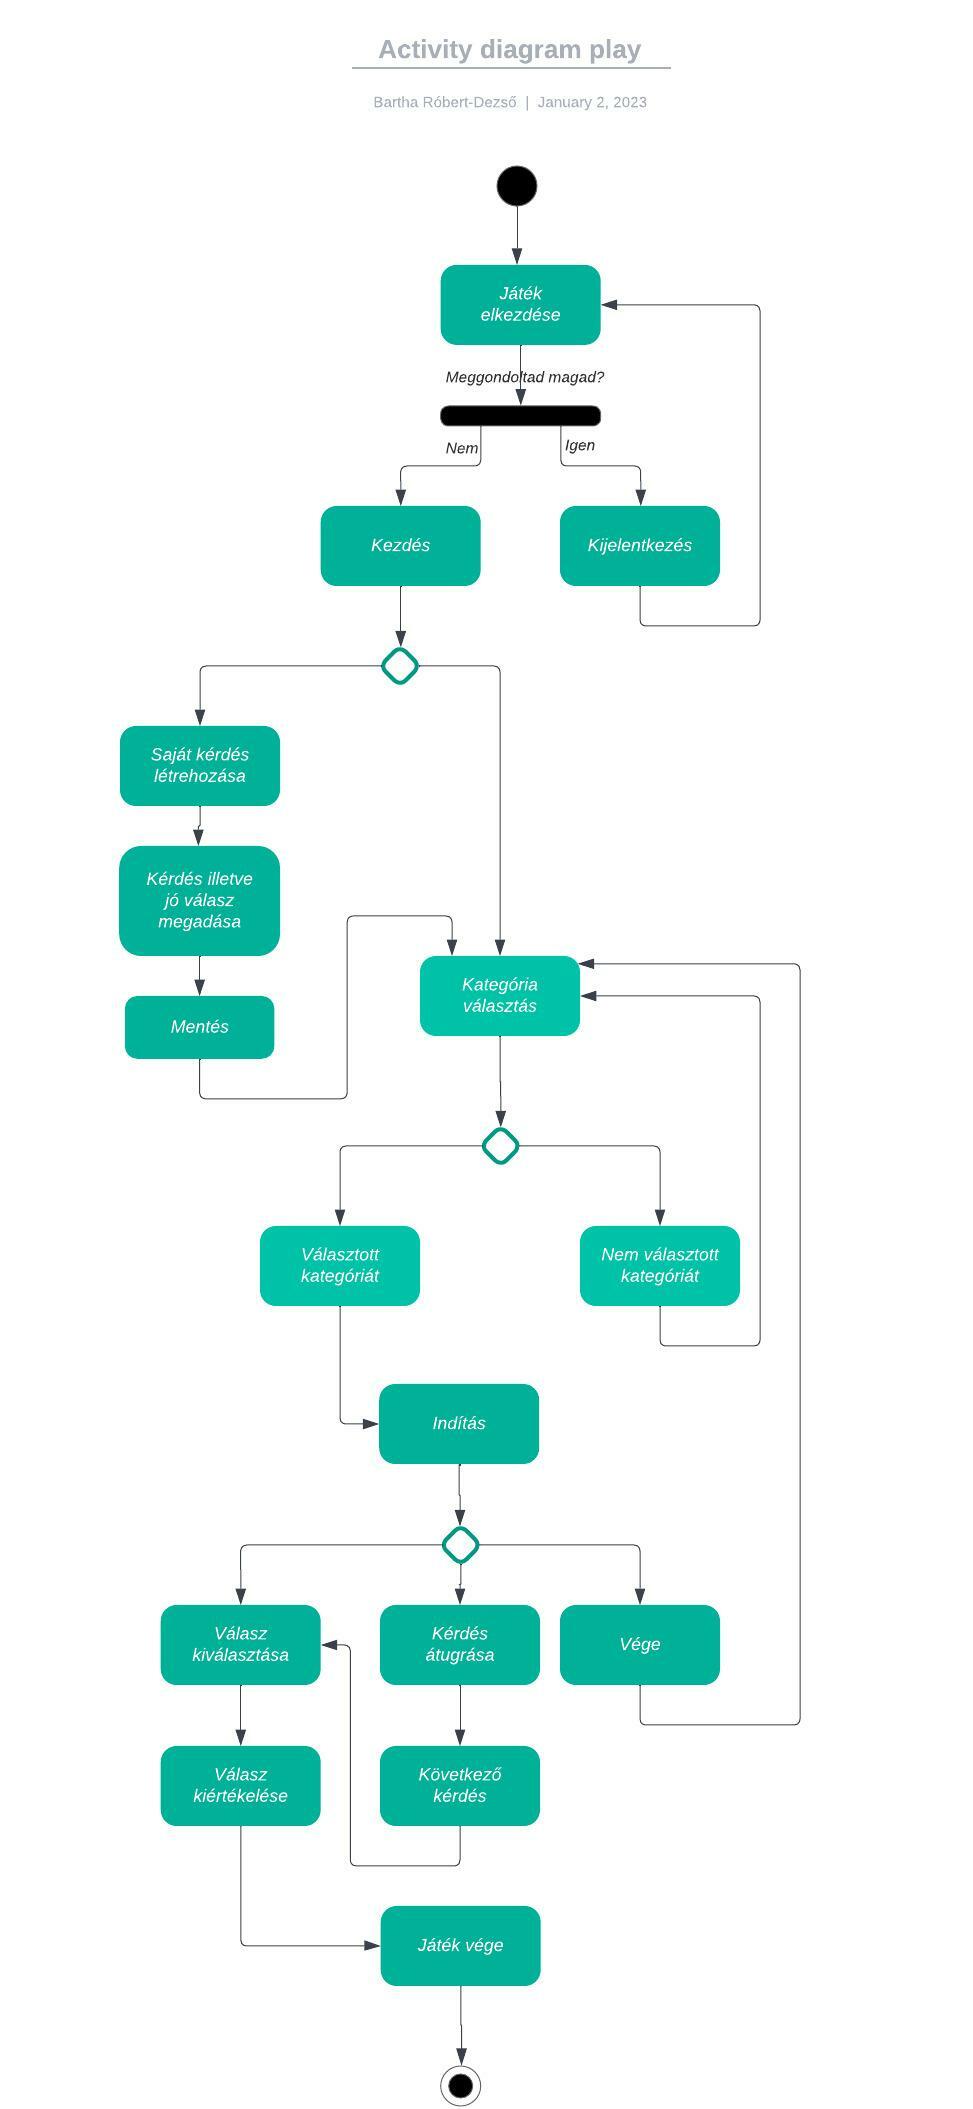 Activity diagram play
Bartha Róbert-Dezső | January 2, 2023
Játék
elkezdése
Meggondoltad magad?
Nem
Igen
Kezdés
Kijelentkezés
Saját kérdés
létrehozása
Kérdés illetve
jó válasz
megadása
Kategória
választás
Mentés
Választott
kategóriát
Nem választott
kategóriát
Indítás
Válasz
kiválasztása
Kérdés
átugrása
Vége
Válasz
kiértékelése
Következő
kérdés
Játék vége